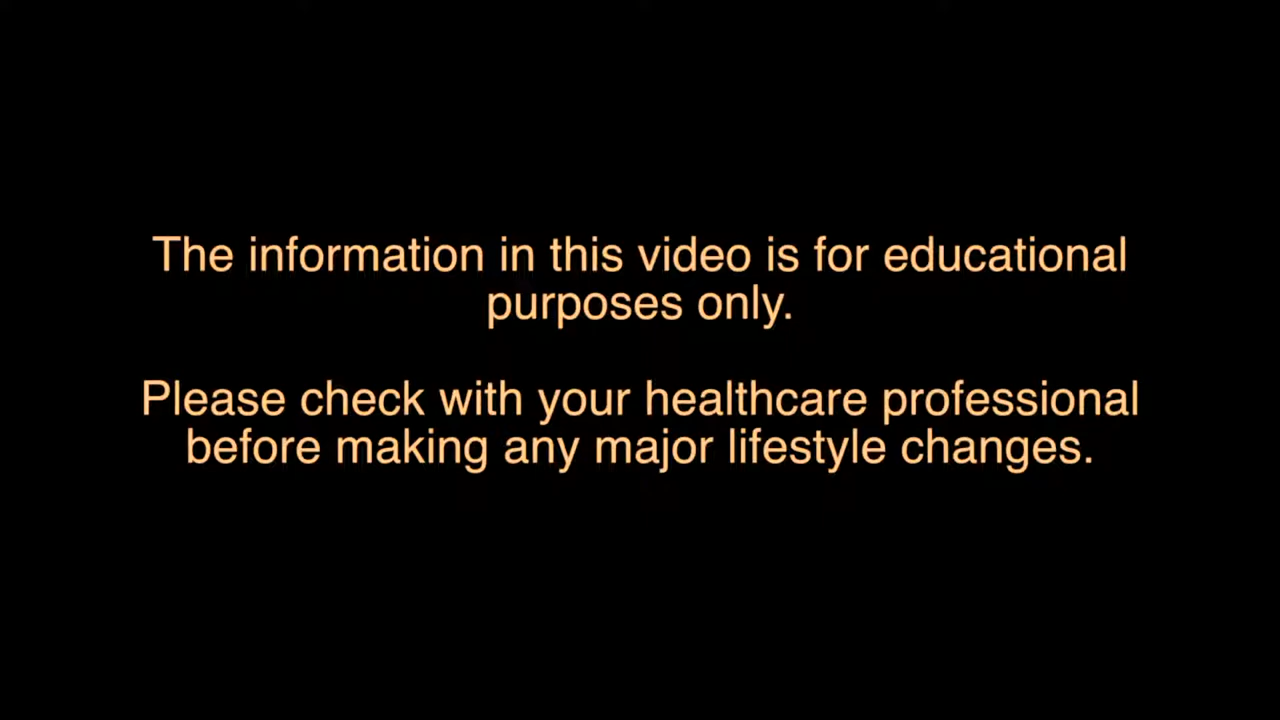 The information in this video is for educational
purposes only.
Please check with your healthcare professional
before making any major lifestyle changes.